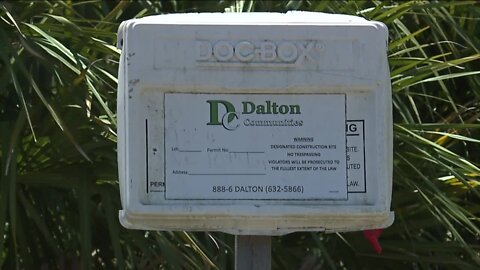 DOC-BOX®
Dalton
Communities
WARNING
DESIGNATED CONSTRUCTION SITE
NO TRESPASSING
VIOLATORS WILL BE PROSECUTED TO
THE FULLEST EXTENT OF THE LAW
Lot: Permit No.
Address
888-6 DALTON (632-5866)